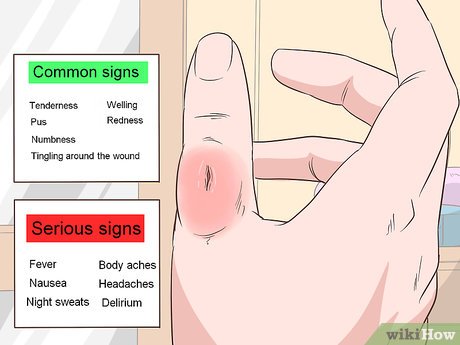 Common signs
Tenderness
Welling
Pus
Redness
Numbness
Tingling around the wound
Serious signs
Fever
Body aches
Nausea
Headaches
Night sweats
Delirium
wikiHow